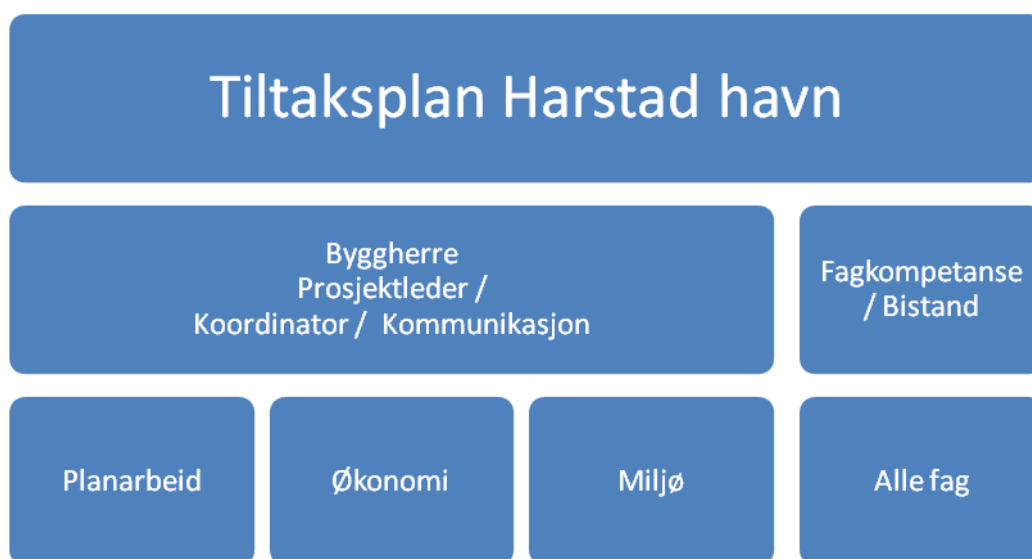 Tiltaksplan Harstad havn
Byggherre
Prosjektleder /
Koordinator / Kommunikasjon
Fagkompetanse
/ Bistand
Planarbeid
Økonomi
Miljø
Alle fag